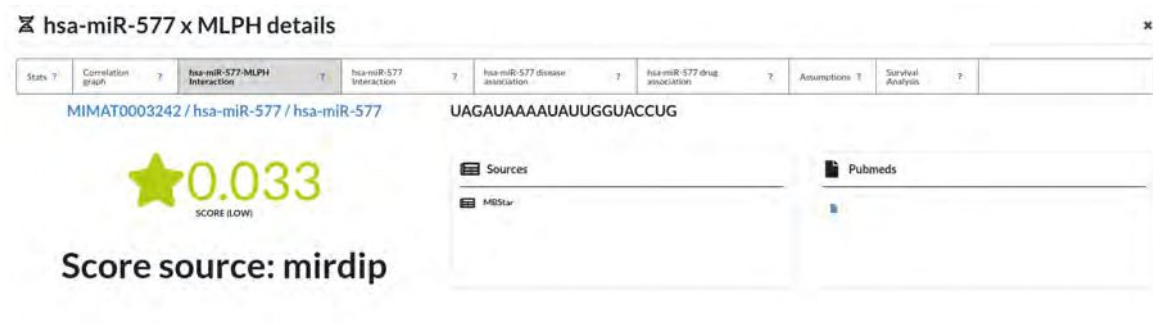 hsa-miR-577 x MLPH details
Stats ?
Correlation graph ?
hsa-miR-577-MLPH Interaction ?
hsa-miR-577 Interaction ?
hsa-miR-577 disease association ?
hsa-miR-577 drug association ?
Assumptions ?
Survival Analysis ?
MIMAT0003242 / hsa-miR-577 / hsa-miR-577
UAGAUAAAAUAUUGGUACCUG
0.033
SCORE (LOW)
Score source: mirdip
Sources
MBStar
Pubmeds